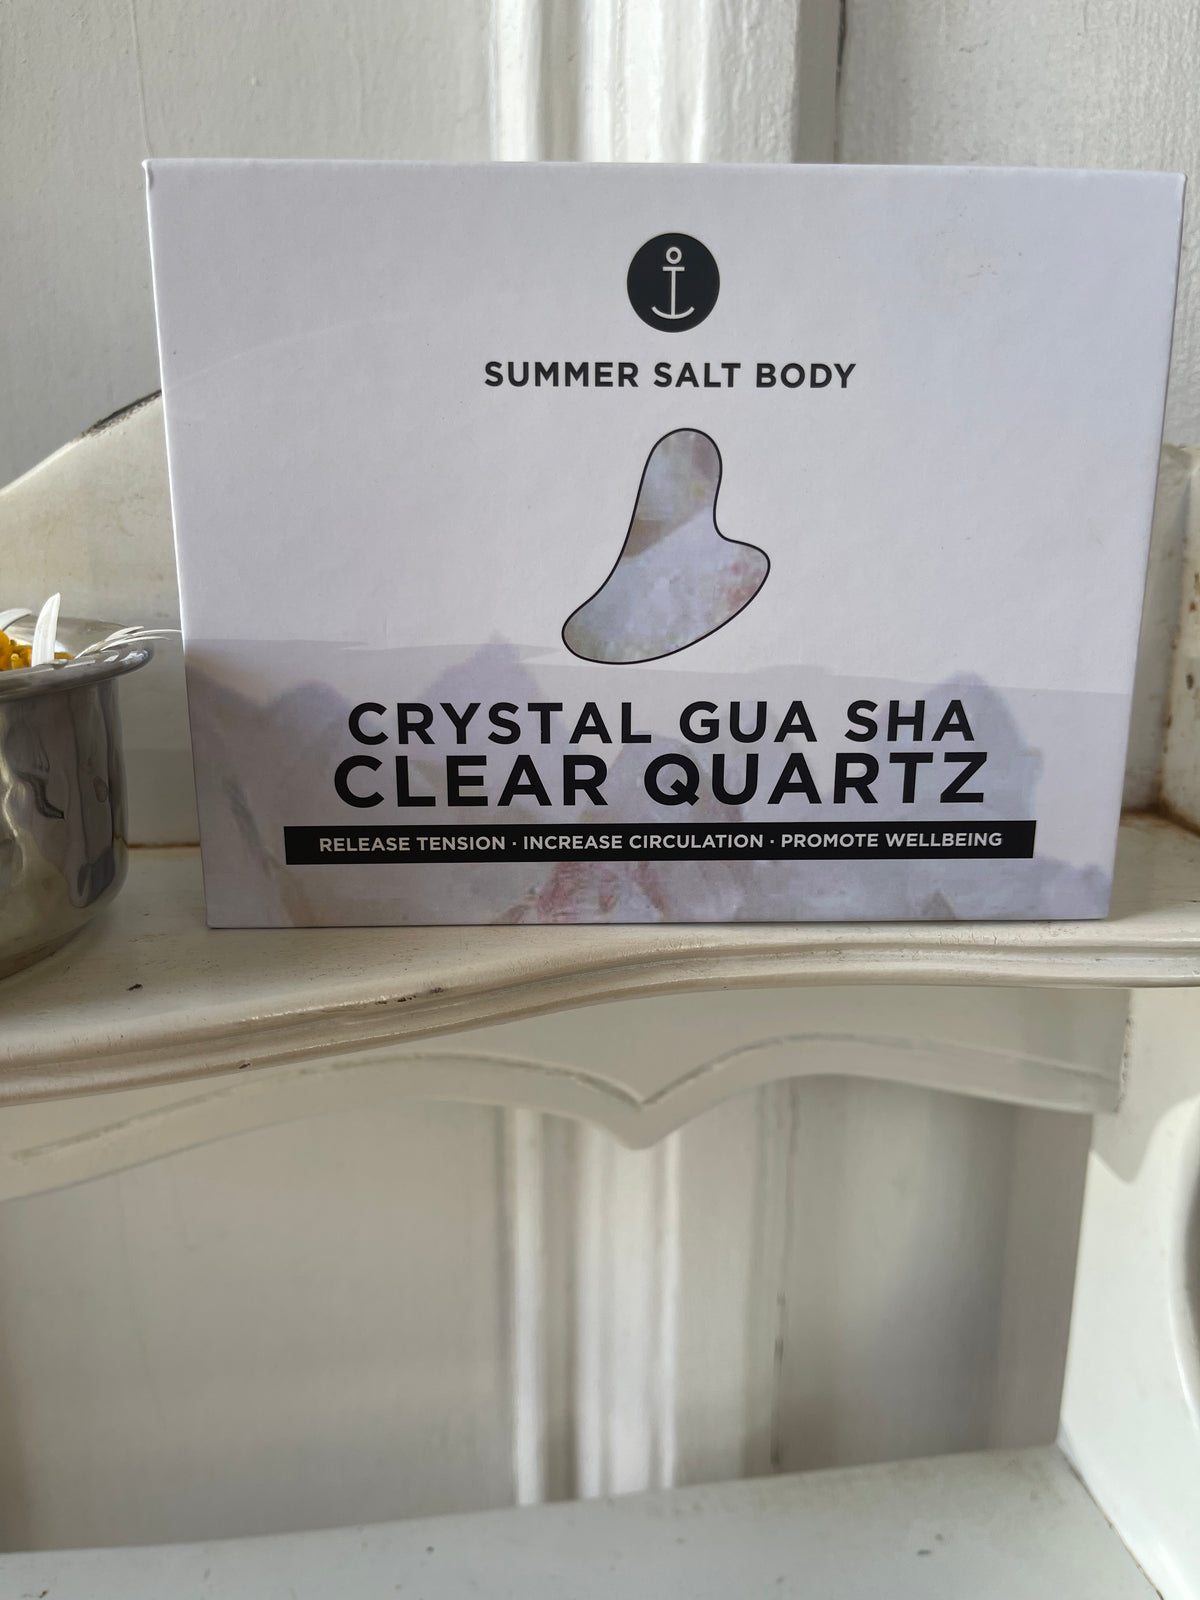 SUMMER SALT BODY
CRYSTAL GUA SHA
CLEAR QUARTZ
RELEASE TENSION · INCREASE CIRCULATION · PROMOTE WELLBEING